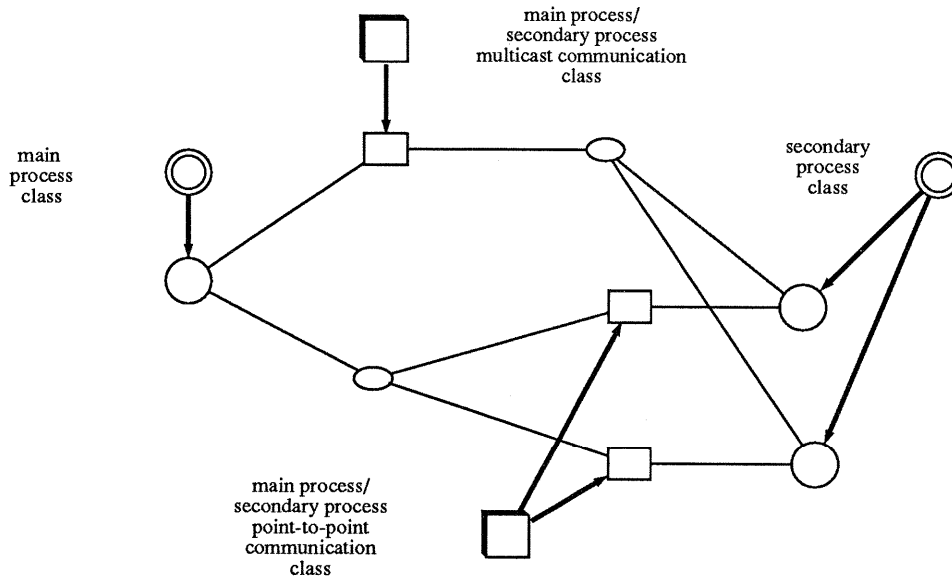 main process/
secondary process
multicast communication
class
main
process
class
secondary
process
class
main process/
secondary process
point-to-point
communication
class